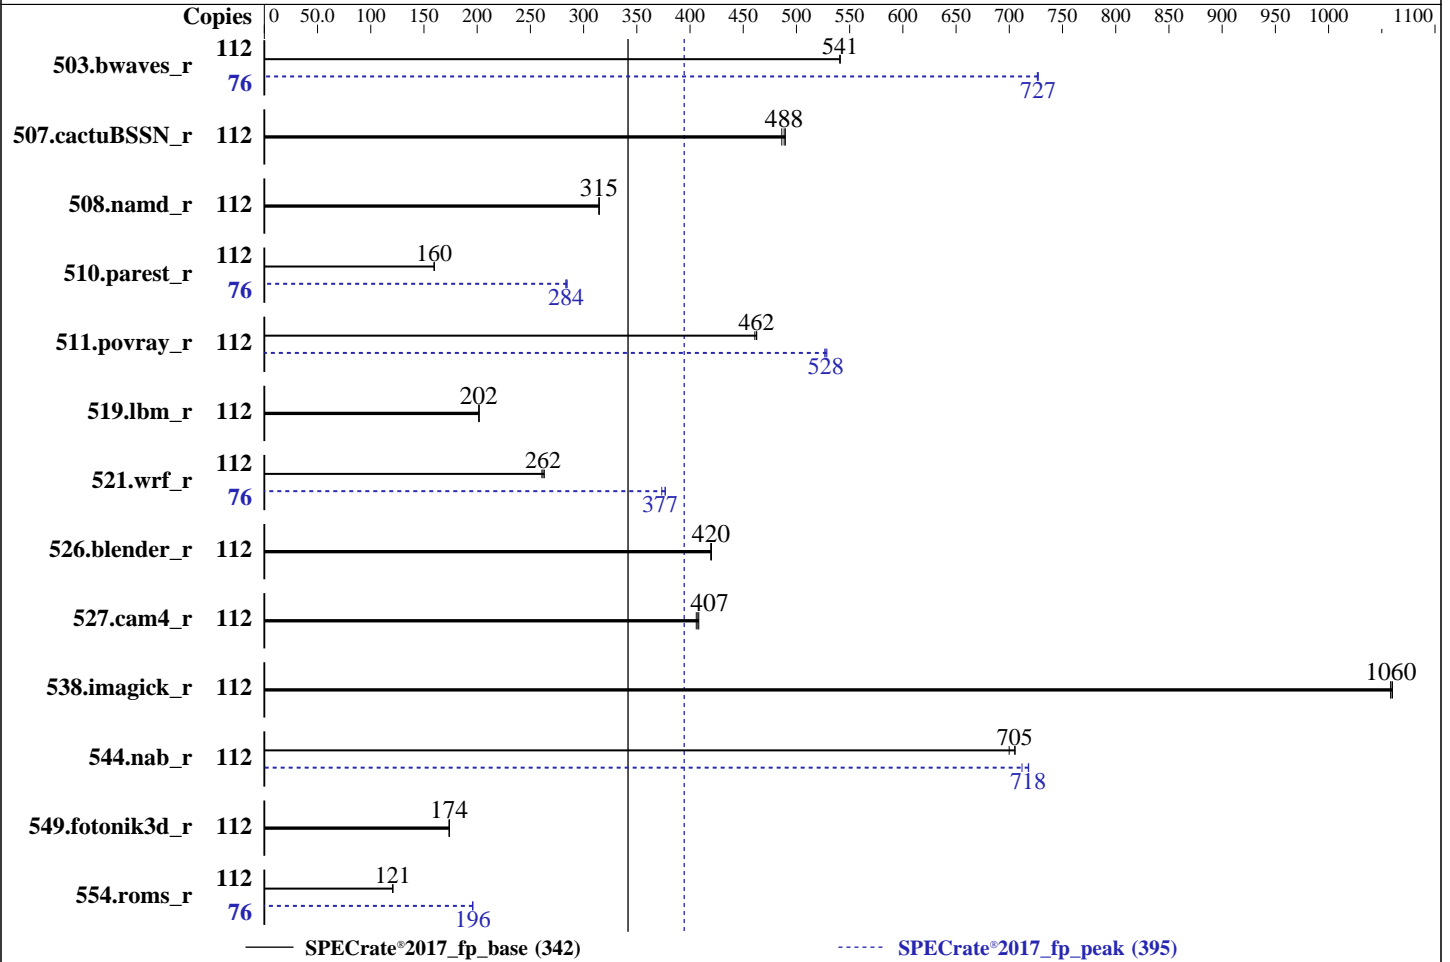 Copies 0 50.0 100 150 200 250 300 350 400 450 500 550 600 650 700 750 800 850 900 950 1000 1100
503.bwaves_r 112 541
76 727
507.cactuBSSN_r 112 488
508.namd_r 112 315
510.parest_r 112 160
76 284
511.povray_r 112 462
528
519.lbm_r 112 202
521.wrf_r 112 262
76 377
526.blender_r 112 420
527.cam4_r 112 407
538.imagick_r 112 1060
544.nab_r 112 705
718
549.fotonik3d_r 112 174
554.roms_r 112 121
76 196
SPECrate®2017_fp_base (342) SPECrate®2017_fp_peak (395)